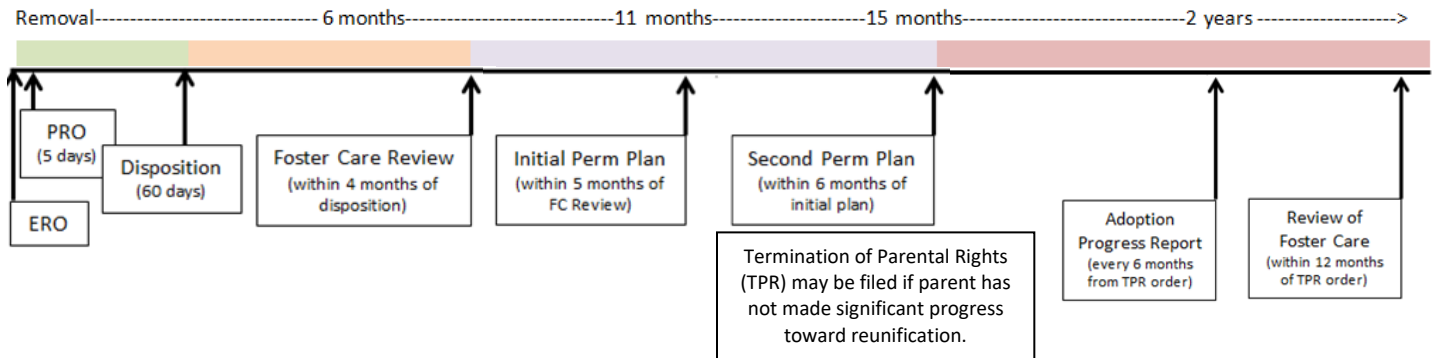 Removal-------------------------- 6 months---------------------------11 months-----------------------15 months-----------------------2 years ----------------->
PRO
(5 days)
Disposition
(60 days)
ERO
Foster Care Review
(within 4 months of
disposition)
Initial Perm Plan
(within 5 months of
FC Review)
Second Perm Plan
(within 6 months of
initial plan)
Termination of Parental Rights
(TPR) may be filed if parent has
not made significant progress
toward reunification.
Adoption
Progress Report
(every 6 months
from TPR order)
Review of
Foster Care
(within 12 months
of TPR order)